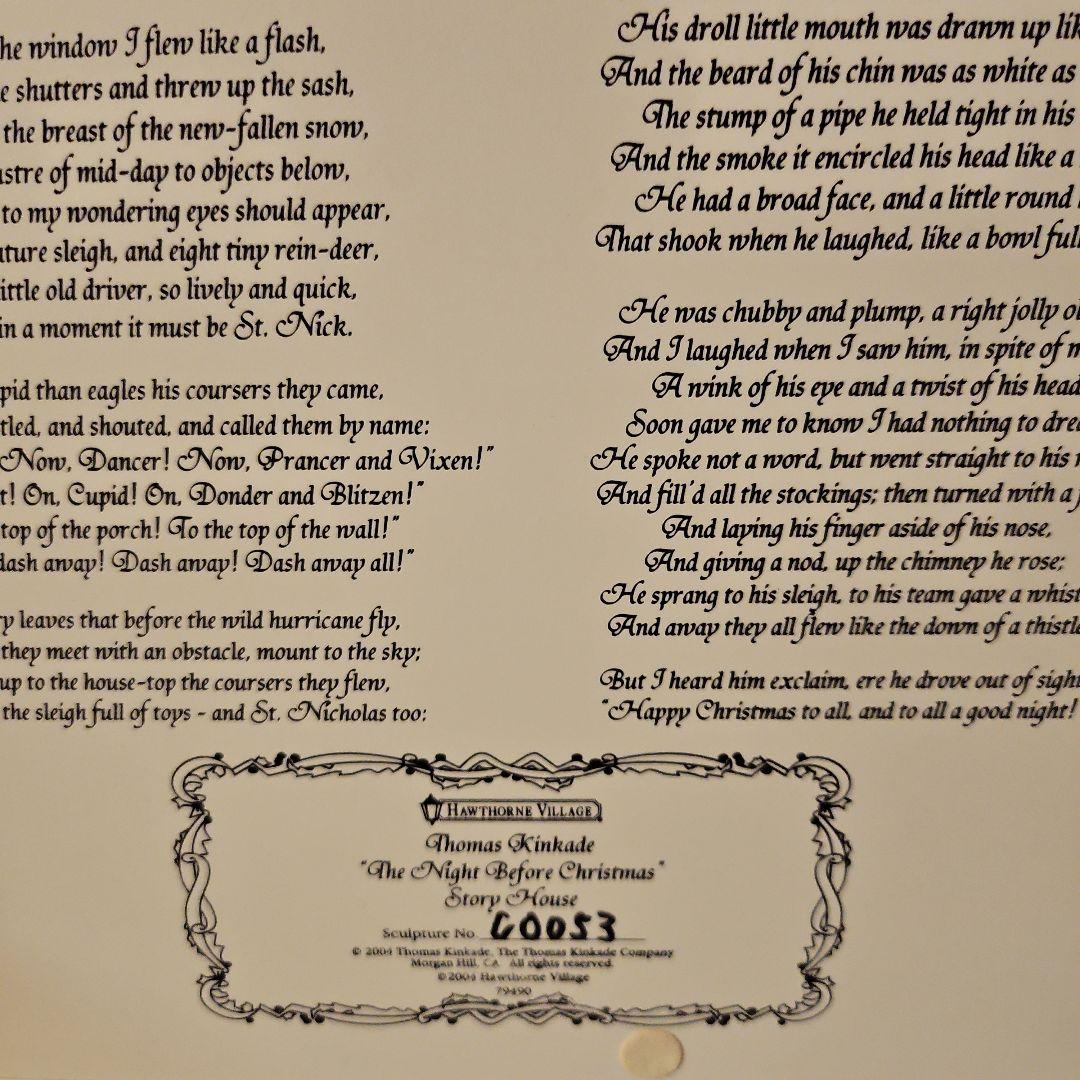 he window I flew like a flash,
e shutters and threw up the sash,
the breast of the new-fallen snow,
ustre of mid-day to objects below,
to my wondering eyes should appear,
ature sleigh, and eight tiny rein-deer,
ittle old driver, so lively and quick,
in a moment it must be St. Nick.
pid than eagles his coursers they came,
tled, and shouted, and called them by name:
Now, Dancer! Now, Prancer and Vixen!"
t! On, Cupid! On, Donder and Blitzen!"
top of the porch! To the top of the wall!"
dash away! Dash away! Dash away all!"
ry leaves that before the wild hurricane fly,
they meet with an obstacle, mount to the sky;
up to the house-top the coursers they flew,
the sleigh full of toys - and St. Nicholas too:
His droll little mouth was drawn up lik
And the beard of his chin was as white as
The stump of a pipe he held tight in his
And the smoke it encircled his head like a
He had a broad face, and a little round
That shook when he laughed, like a bowl full
He was chubby and plump, a right jolly ol
And I laughed when I saw him, in spite of m
A wink of his eye and a twist of his head
Soon gave me to know I had nothing to drea
He spoke not a word, but went straight to his
And fill'd all the stockings; then turned with a j
And laying his finger aside of his nose,
And giving a nod, up the chimney he rose;
He sprang to his sleigh, to his team gave a whist
And away they all flew like the down of a thistle
But I heard him exclaim, ere he drove out of sight
"Happy Christmas to all, and to all a good night!
HAWTHORNE VILLAGE
Thomas Kinkade
"The Night Before Christmas"
Story House
Sculpture No. G0053
© 2004 Thomas Kinkade, The Thomas Kinkade Company
Morgan Hill, CA All rights reserved.
© 2004 Hawthorne Village
79490